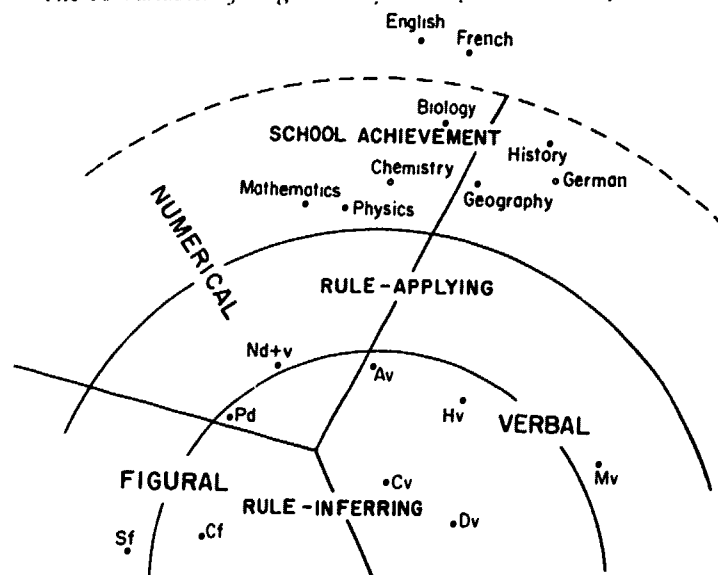 English
French
Biology
SCHOOL ACHIEVEMENT
History
Chemistry
German
Mathematics
Physics
Geography
NUMERICAL
RULE-APPLYING
Nd+v
Av
Pd
Hv
VERBAL
FIGURAL
Cv
Mv
RULE-INFERRING
Dv
Sf
Cf